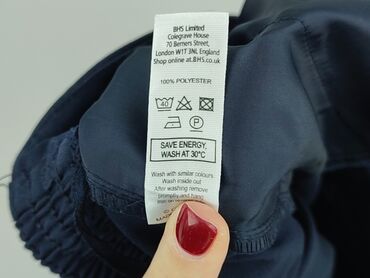 BHS Limited
Colegrave House
70 Berners Street,
London W1T 3NL England
Shop online at.BHS.co.uk
100% POLYESTER
40
P
SAVE ENERGY,
WASH AT 30°C
Wash with similar colours.
Wash inside out
After washing remove
promptly and hang